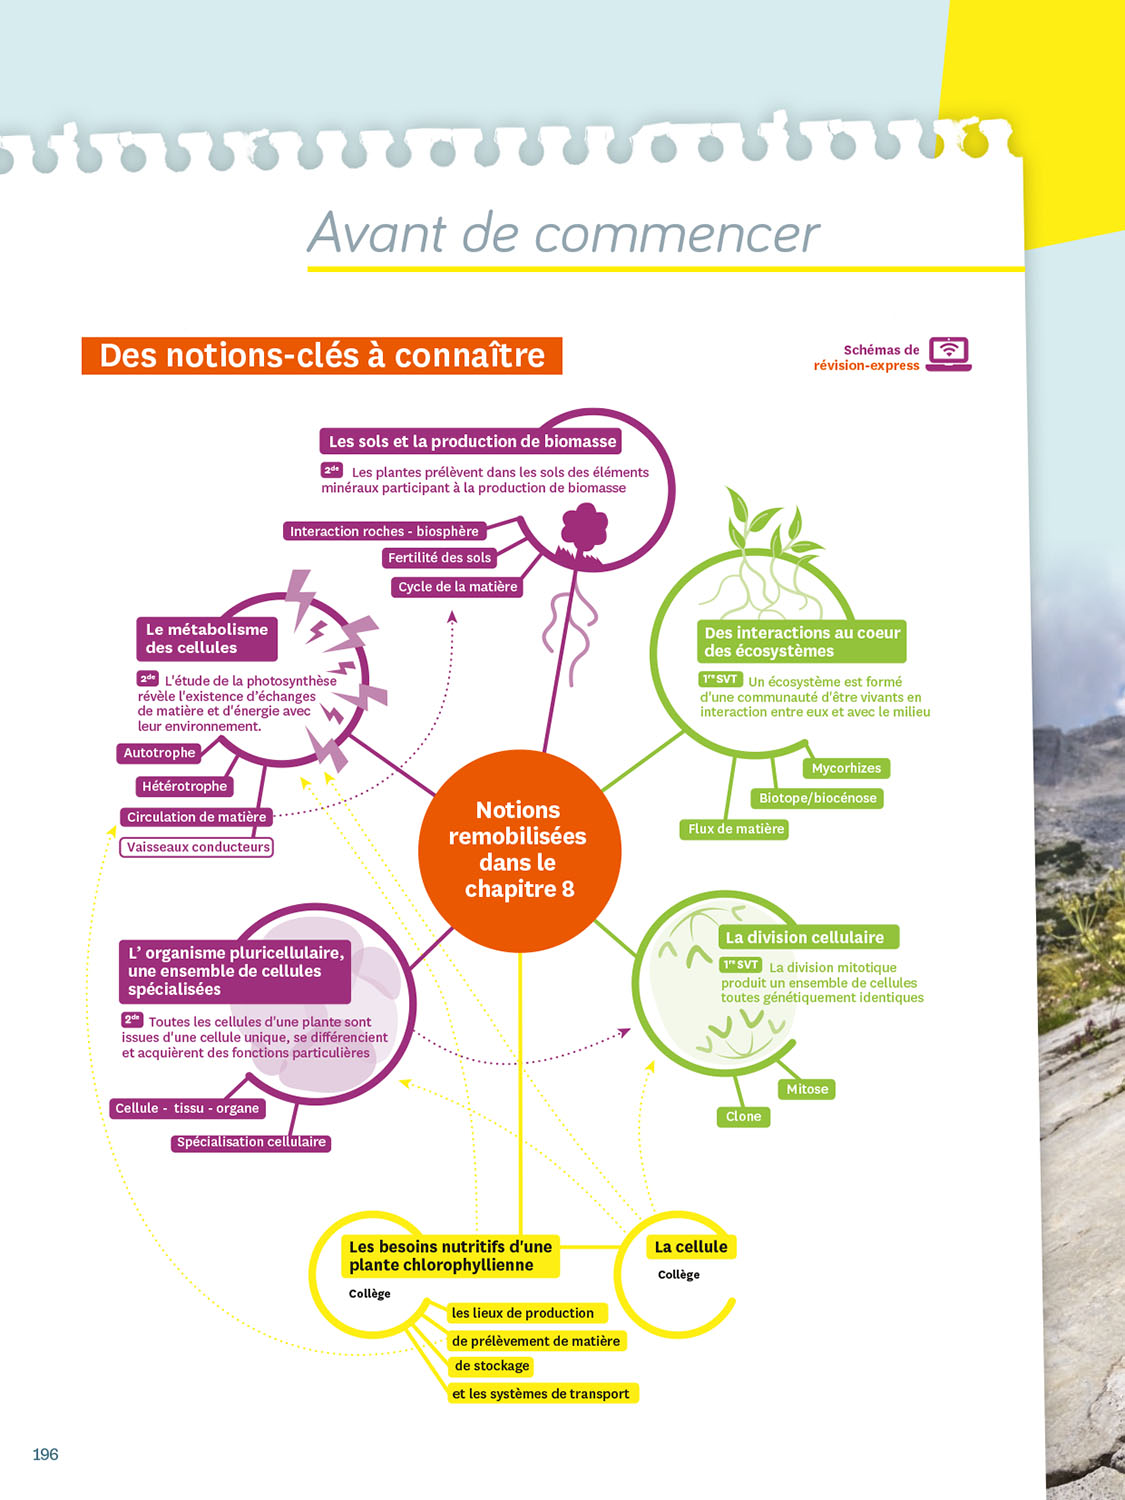 Avant de commencer
Des notions-clés à connaître
Schémas de
révision-express
Les sols et la production de biomasse
2de Les plantes prélèvent dans les sols des éléments
minéraux participant à la production de biomasse
Interaction roches - biosphère
Fertilité des sols
Cycle de la matière
Le métabolisme
des cellules
2de L'étude de la photosynthèse
révèle l'existence d'échanges
de matière et d'énergie avec
leur environnement.
Autotrophe
Hétérotrophe
Circulation de matière
Vaisseaux conducteurs
Des interactions au coeur
des écosystèmes
1re SVT Un écosystème est formé
d'une communauté d'être vivants en
interaction entre eux et avec le milieu
Mycorhizes
Biotope/biocénose
Flux de matière
Notions
remobilisées
dans le
chapitre 8
L' organisme pluricellulaire,
une ensemble de cellules
spécialisées
2de Toutes les cellules d'une plante sont
issues d'une cellule unique, se différencient
et acquièrent des fonctions particulières
Cellule - tissu - organe
Spécialisation cellulaire
La division cellulaire
1re SVT La division mitotique
produit un ensemble de cellules
toutes génétiquement identiques
Mitose
Clone
Les besoins nutritifs d'une
plante chlorophyllienne
Collège
les lieux de production
de prélèvement de matière
de stockage
et les systèmes de transport
La cellule
Collège
196